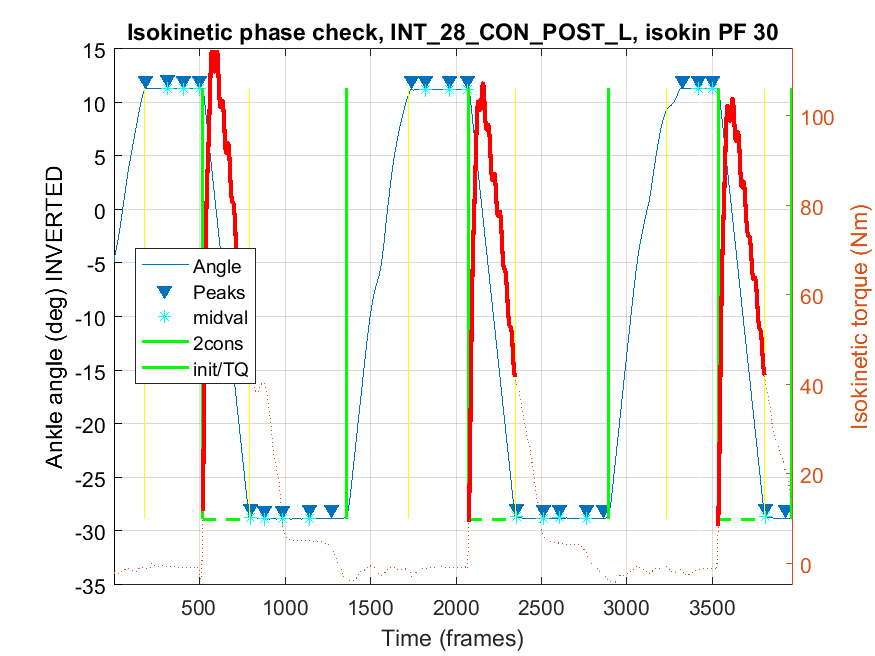 Isokinetic phase check, INT_28_CON_POST_L, isokin PF 30
15
10
5
0
-5
-10
-15
-20
-25
-30
-35
Ankle angle (deg) INVERTED
Angle
Peaks
midval
2cons
init/TQ
500
1000
1500
2000
2500
3000
3500
Time (frames)
100
80
60
40
20
0
Isokinetic torque (Nm)